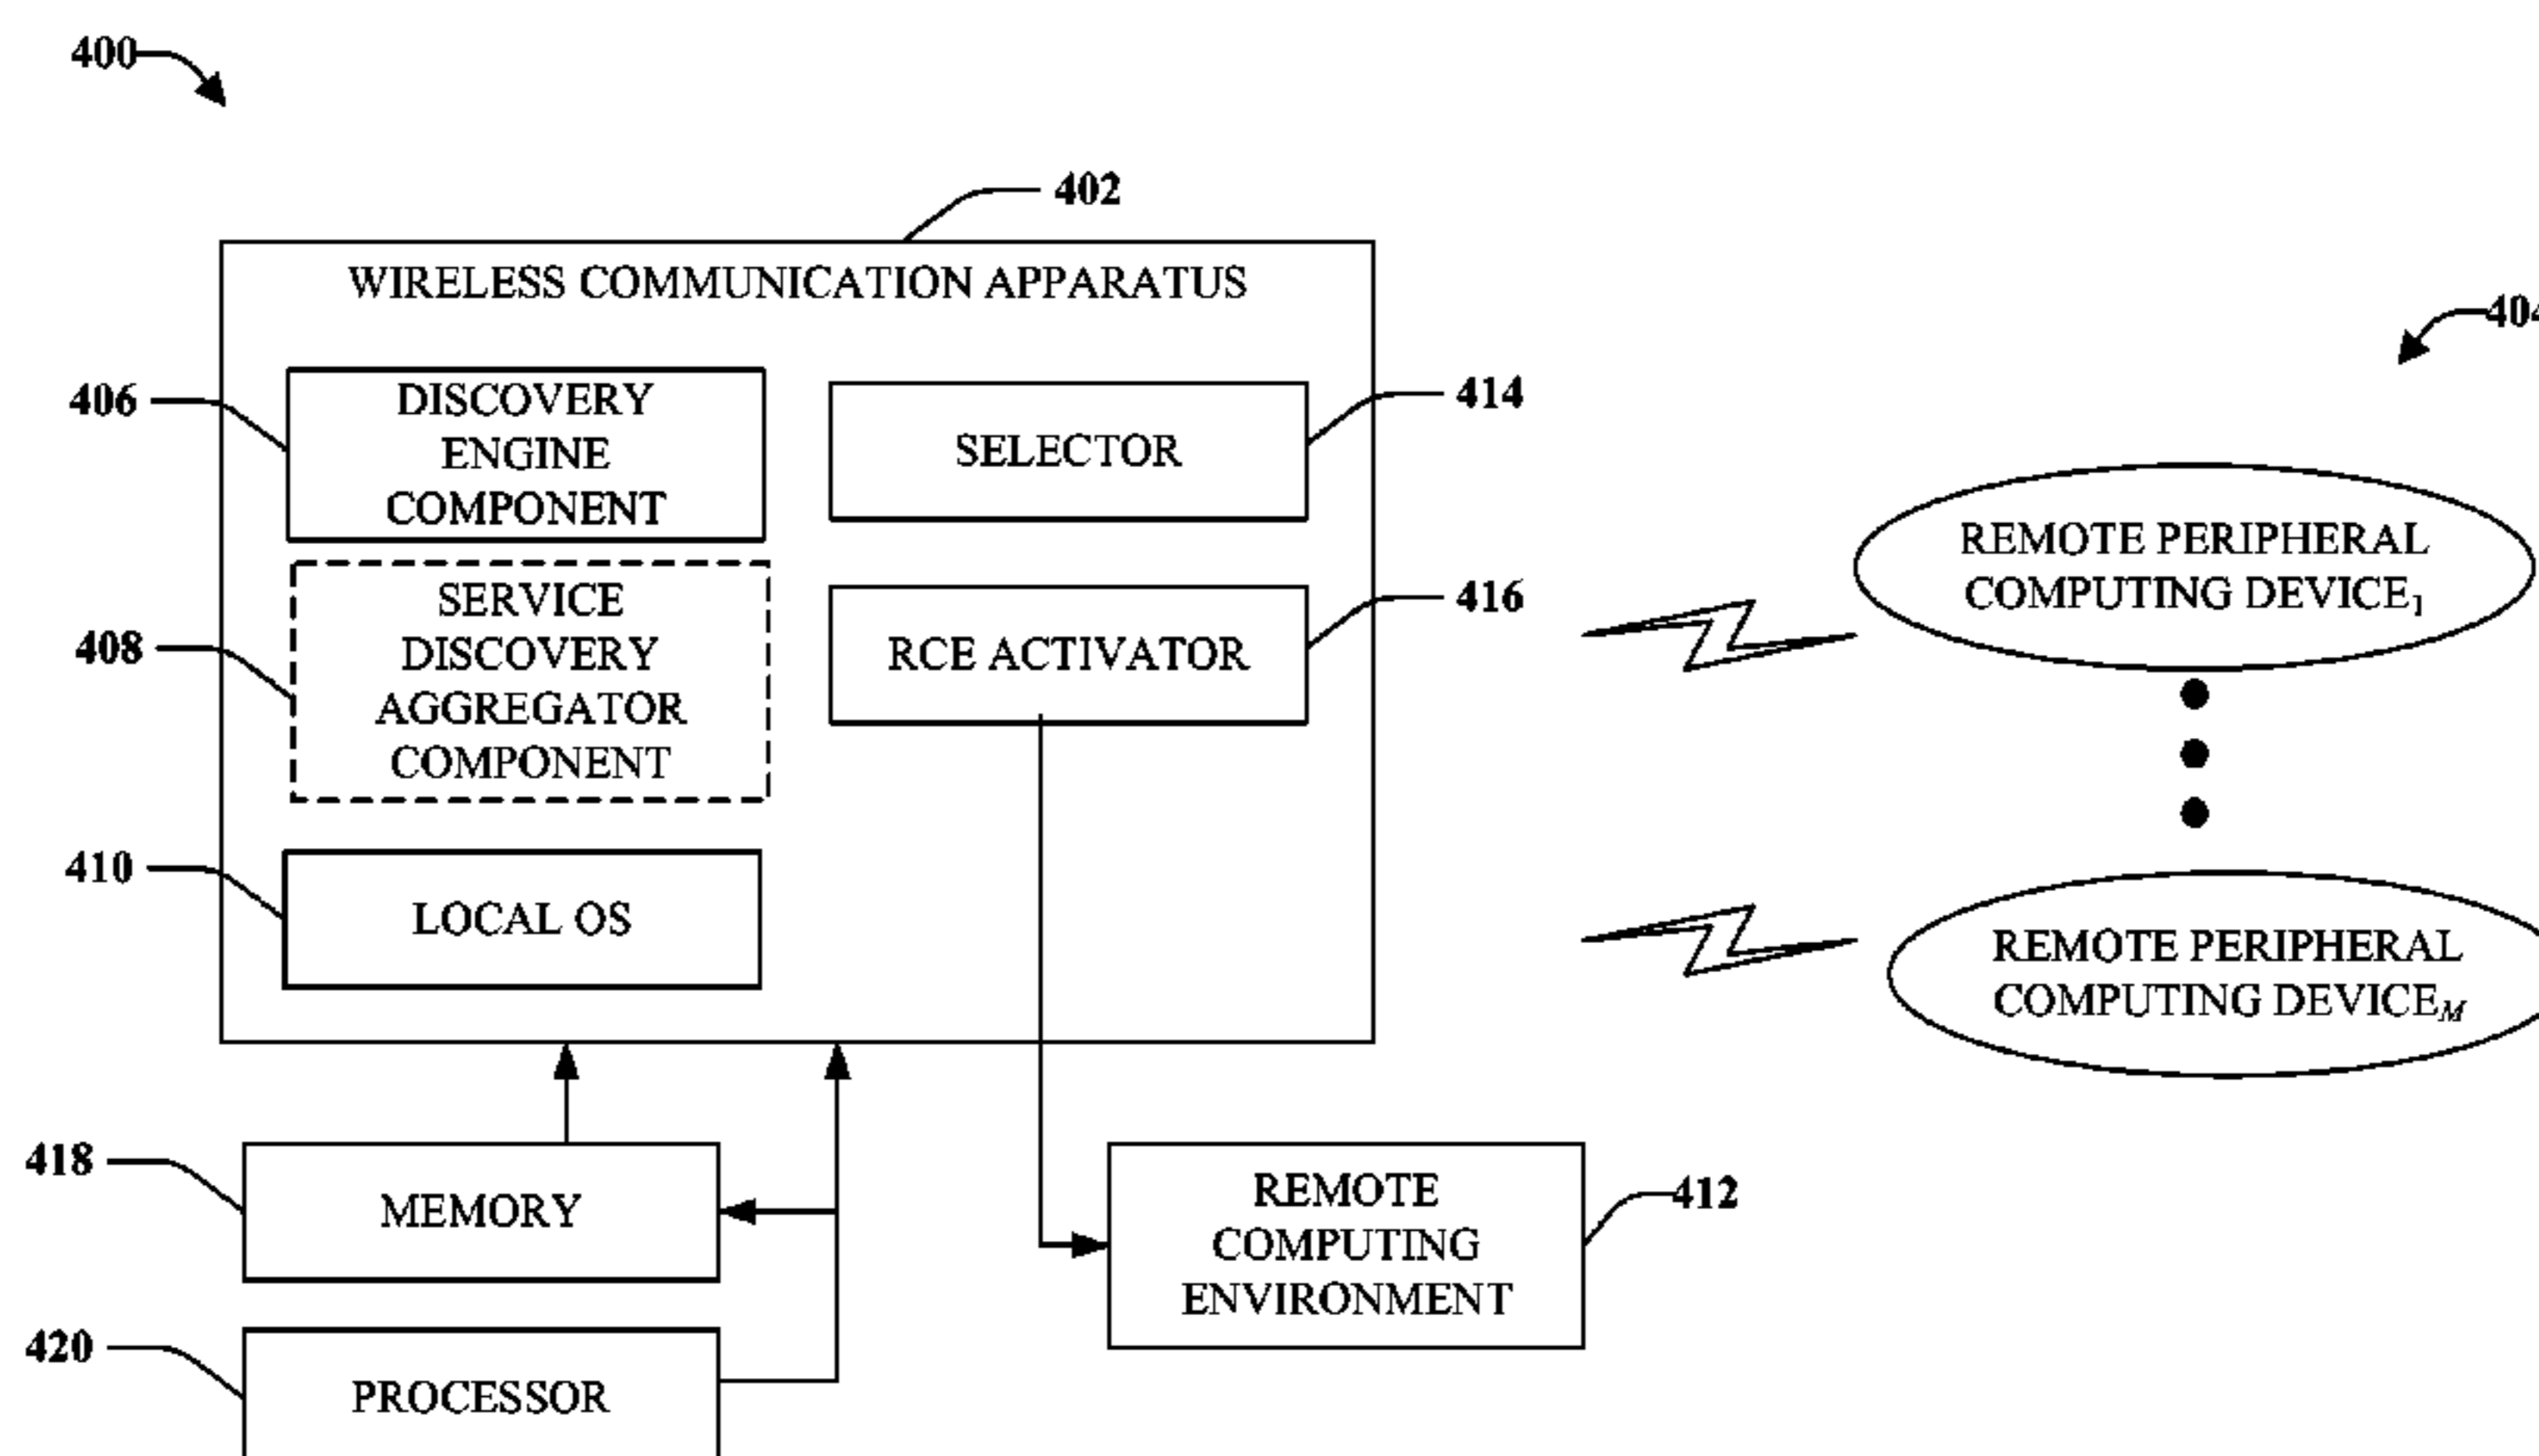 400
402
WIRELESS COMMUNICATION APPARATUS
404
406
DISCOVERY
ENGINE
COMPONENT
414
SELECTOR
408
SERVICE
DISCOVERY
AGGREGATOR
COMPONENT
416
RCE ACTIVATOR
REMOTE PERIPHERAL
COMPUTING DEVICE1
410
LOCAL OS
REMOTE PERIPHERAL
COMPUTING DEVICEM
418
MEMORY
REMOTE
COMPUTING
ENVIRONMENT
412
420
PROCESSOR